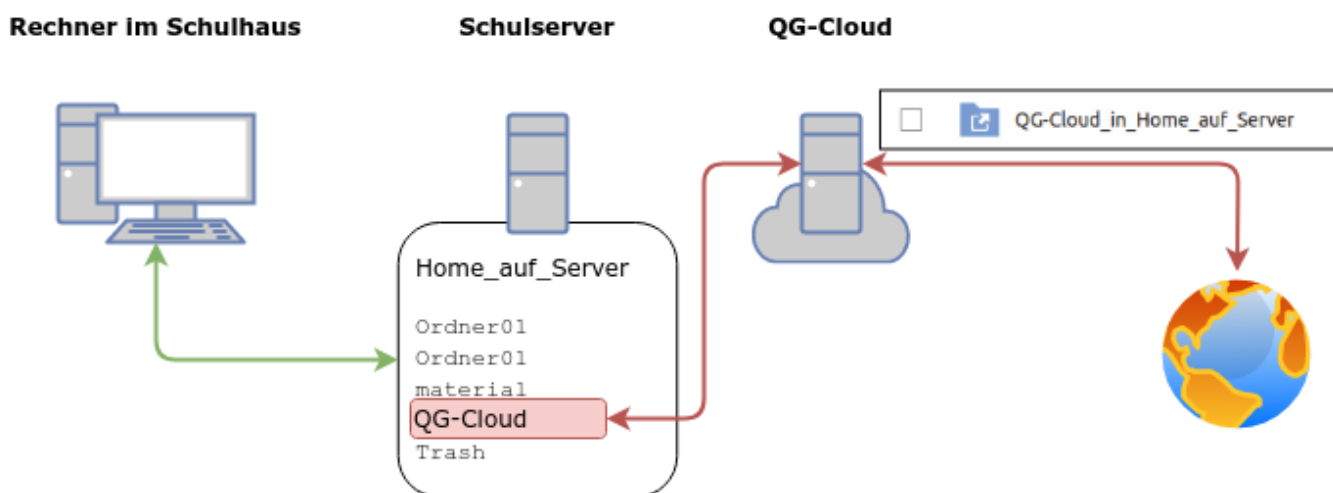 Rechner im Schulhaus
Schulserver
QG-Cloud
QG-Cloud_in_Home_auf_Server
Home_auf_Server
Ordner01
Ordner01
material
QG-Cloud
Trash